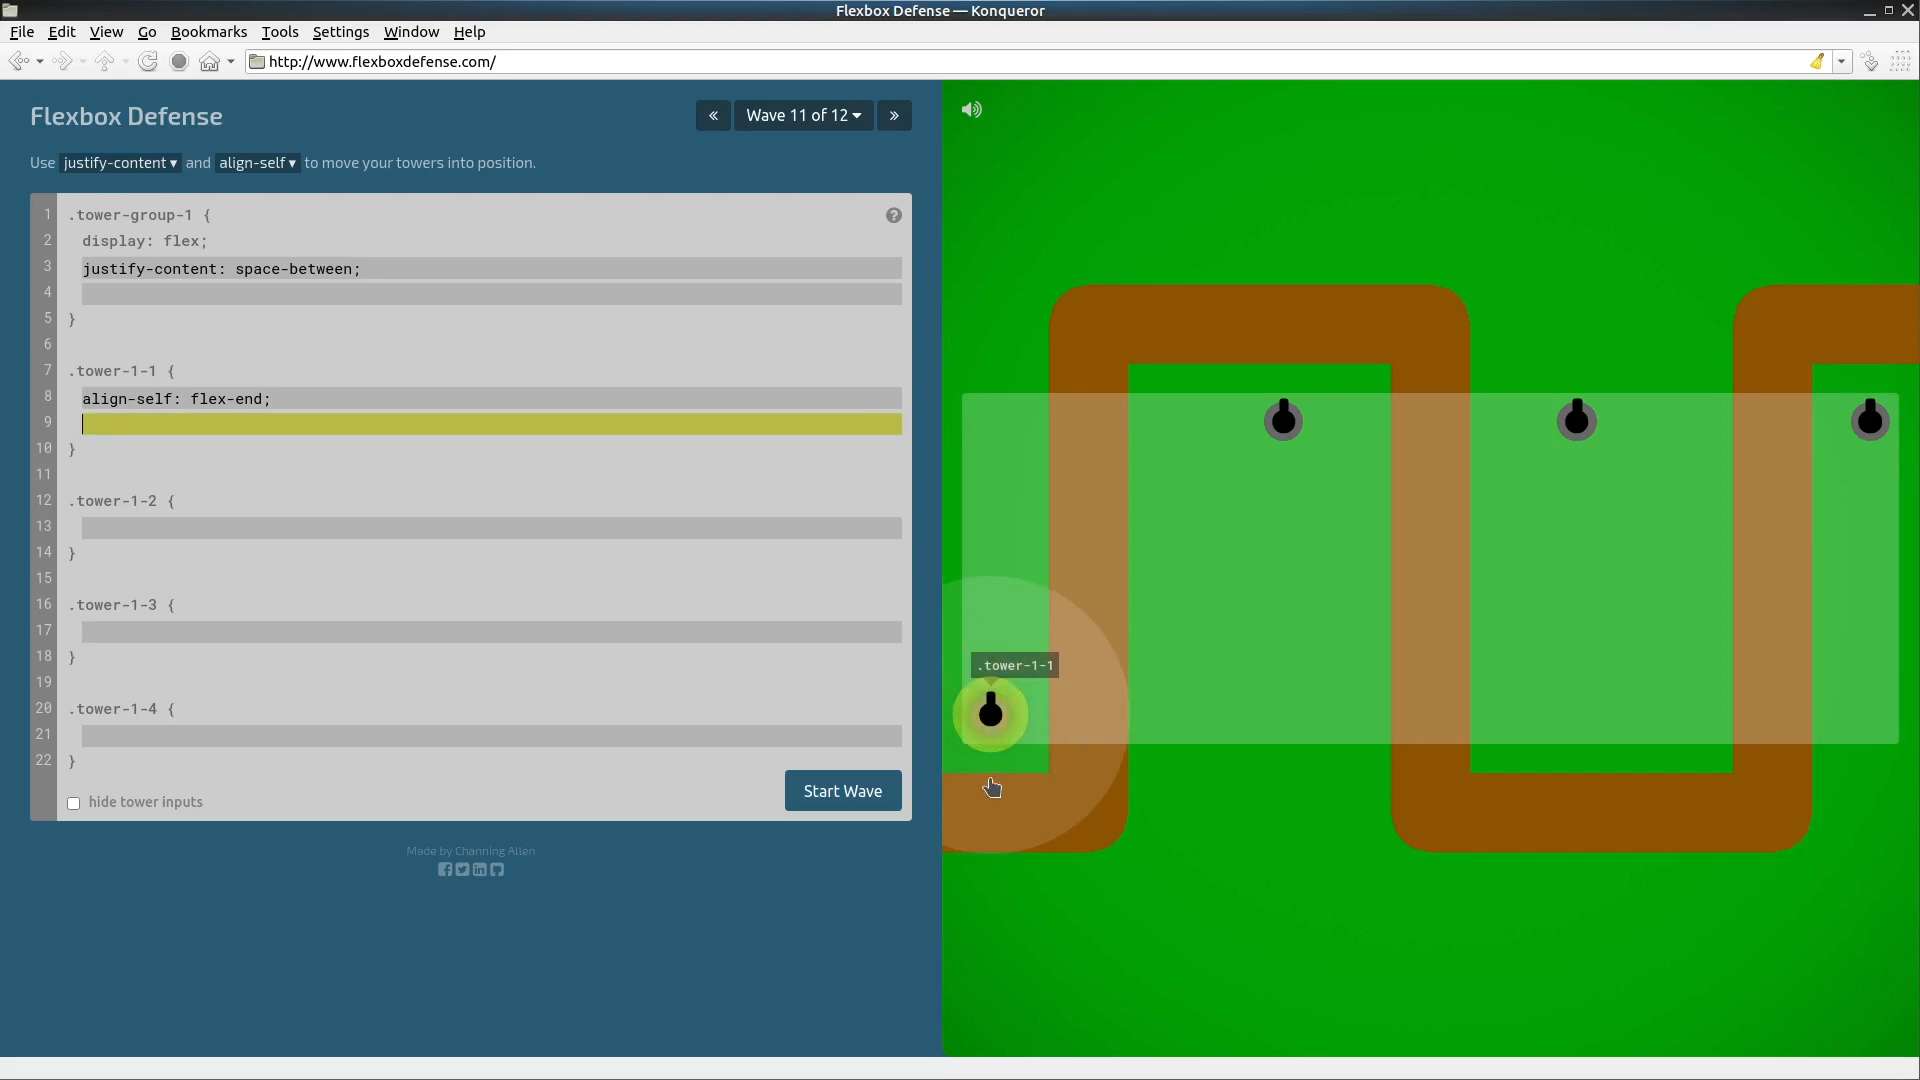 Flexbox Defense — Konqueror
File Edit View Go Bookmarks Tools Settings Window Help
http://www.flexboxdefense.com/
Flexbox Defense
« Wave 11 of 12 »
Use justify-content ▾ and align-self ▾ to move your towers into position.
1 .tower-group-1 {
?
2 display: flex;
3 justify-content: space-between;
4
5 }
6
7 .tower-1-1 {
8 align-self: flex-end;
9
10 }
11
12 .tower-1-2 {
13
14 }
15
16 .tower-1-3 {
17
18 }
19
20 .tower-1-4 {
21
22 }
hide tower inputs
Start Wave
Made by Channing Allen
.tower-1-1